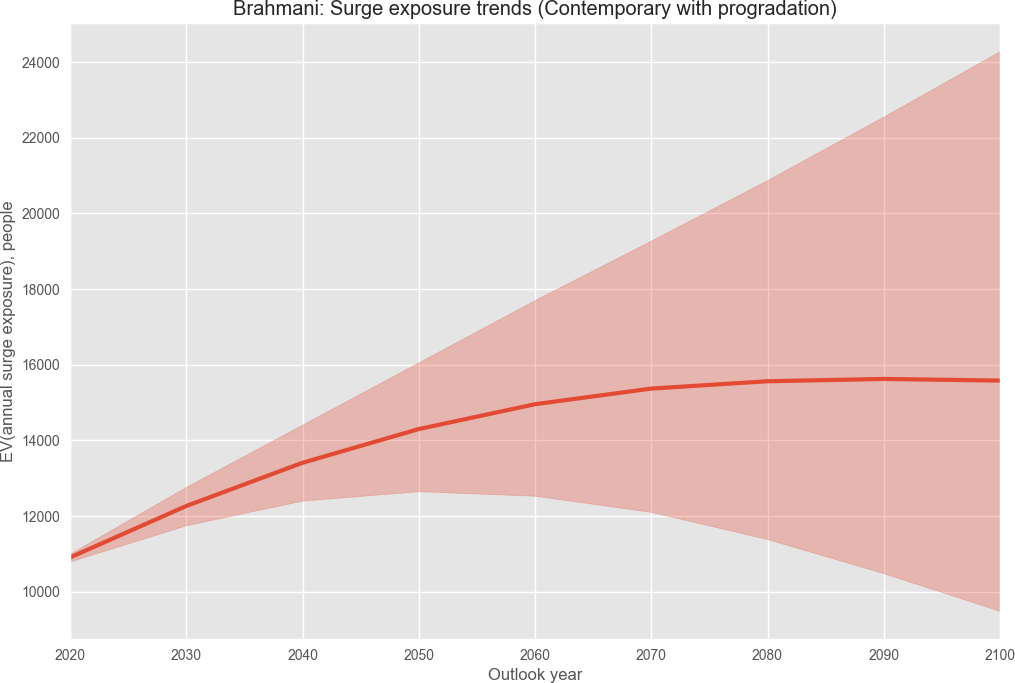 Brahmani: Surge exposure trends (Contemporary with progradation)
EV(annual surge exposure), people
24000
22000
20000
18000
16000
14000
12000
10000
2020 2030 2040 2050 2060 2070 2080 2090 2100
Outlook year